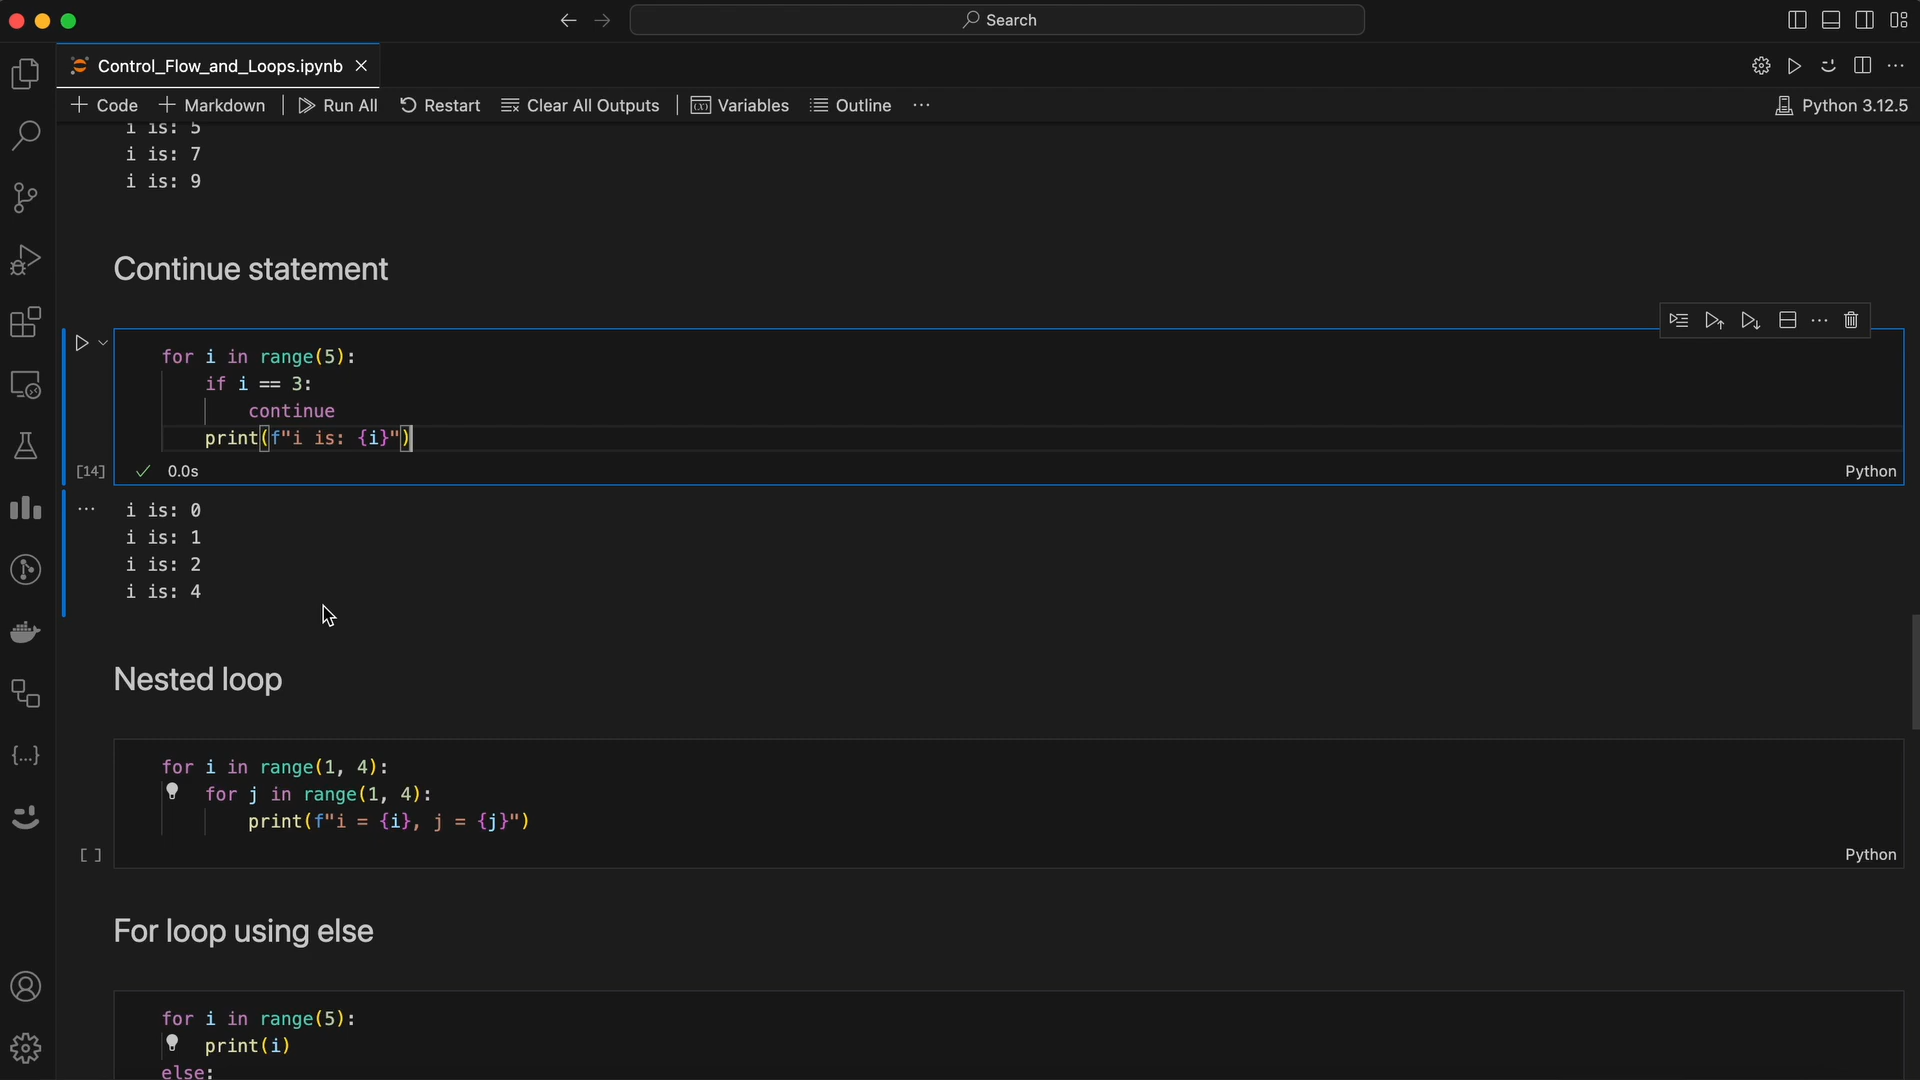 Search
Control_Flow_and_Loops.ipynb
Code Markdown Run All Restart Clear All Outputs Variables Outline ... Python 3.12.5
i is: 5
i is: 7
i is: 9
Continue statement
for i in range(5):
if i == 3:
continue
print(f"i is: {i}")
[14] 0.0s Python
i is: 0
i is: 1
i is: 2
i is: 4
Nested loop
for i in range(1, 4):
for j in range(1, 4):
print(f"i = {i}, j = {j}")
[ ] Python
For loop using else
for i in range(5):
print(i)
else: